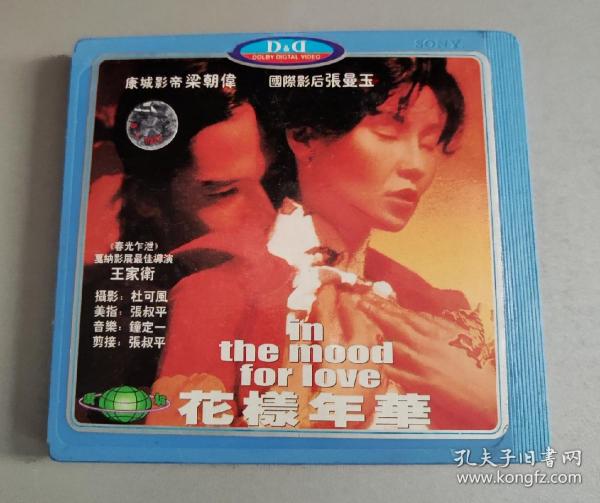 D&D
DOLBY DIGITAL VIDEO
SONY
康城影帝梁朝偉
國際影后張曼玉
《春光乍泄》
戛納影展最佳導演
王家衛
攝影：杜可風
美指：張叔平
音樂：鐘定一
剪接：張叔平
in
the mood
for love
花樣年華
孔夫子旧书网
www.kongfz.com